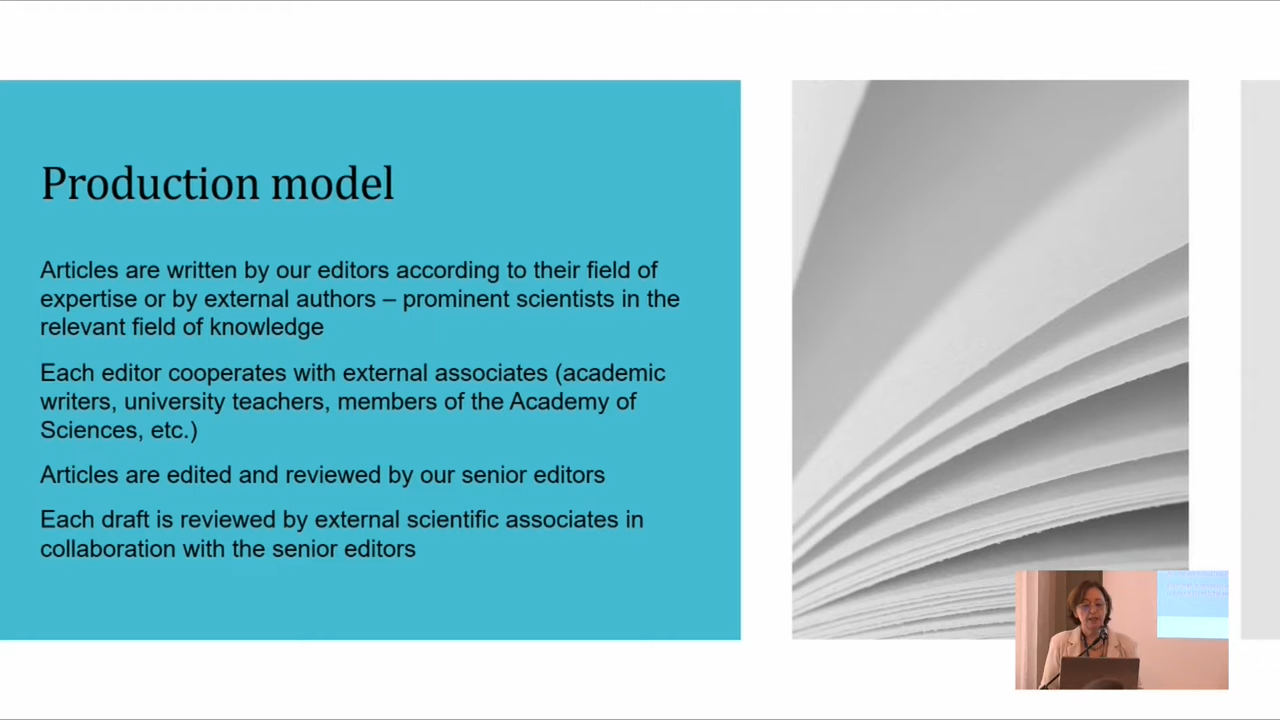 Production model
Articles are written by our editors according to their field of
expertise or by external authors – prominent scientists in the
relevant field of knowledge
Each editor cooperates with external associates (academic
writers, university teachers, members of the Academy of
Sciences, etc.)
Articles are edited and reviewed by our senior editors
Each draft is reviewed by external scientific associates in
collaboration with the senior editors